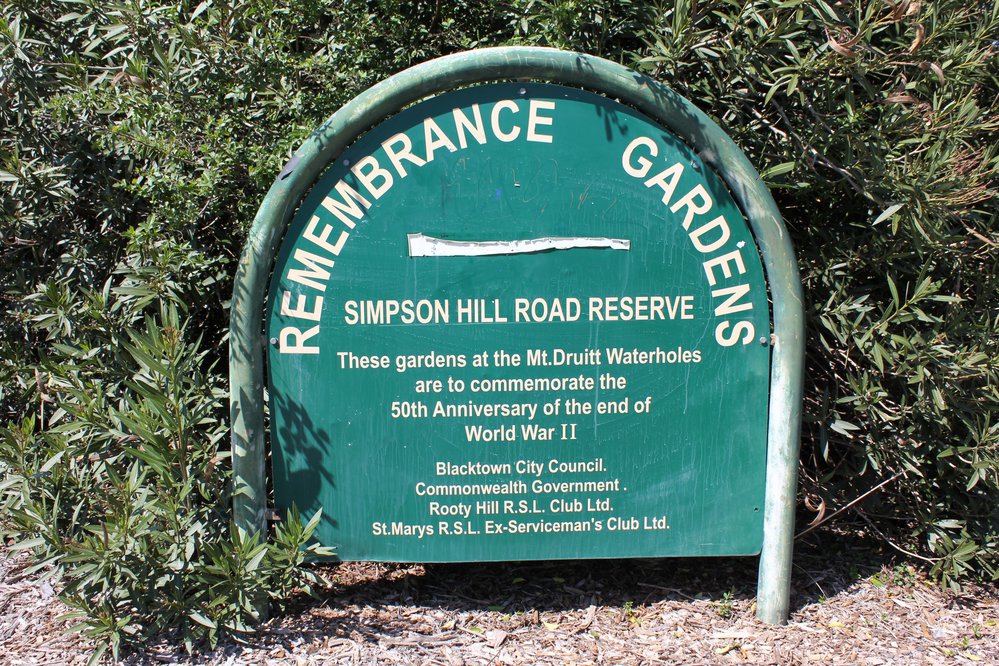 REMEMBRANCE GARDENS
SIMPSON HILL ROAD RESERVE
These gardens at the Mt.Druitt Waterholes
are to commemorate the
50th Anniversary of the end of
World War II
Blacktown City Council.
Commonwealth Government .
Rooty Hill R.S.L. Club Ltd.
St.Marys R.S.L. Ex-Serviceman's Club Ltd.